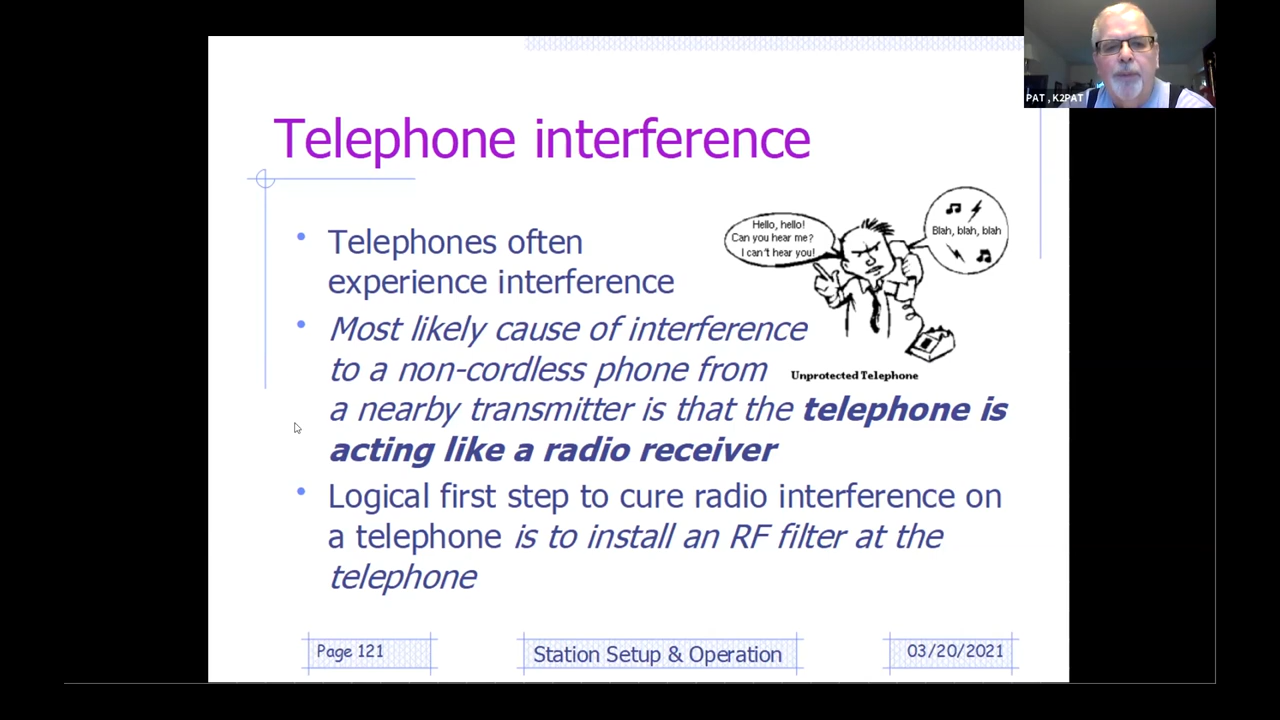 PAT , K2PAT
Telephone interference
Hello, hello!
Can you hear me?
I can't hear you!
Blah, blah, blah
Unprotected Telephone
Telephones often
experience interference
Most likely cause of interference
to a non-cordless phone from
a nearby transmitter is that the telephone is
acting like a radio receiver
Logical first step to cure radio interference on
a telephone is to install an RF filter at the
telephone
Page 121
Station Setup & Operation
03/20/2021